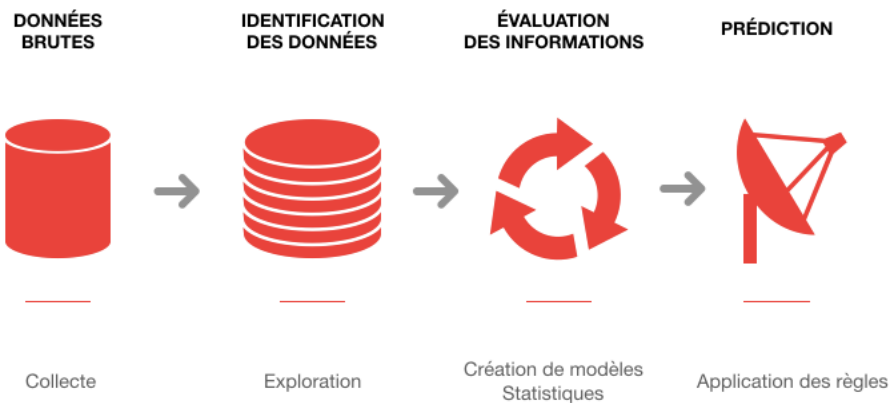 DONNÉES
BRUTES
IDENTIFICATION
DES DONNÉES
ÉVALUATION
DES INFORMATIONS
PRÉDICTION
Collecte
Exploration
Création de modèles
Statistiques
Application des règles